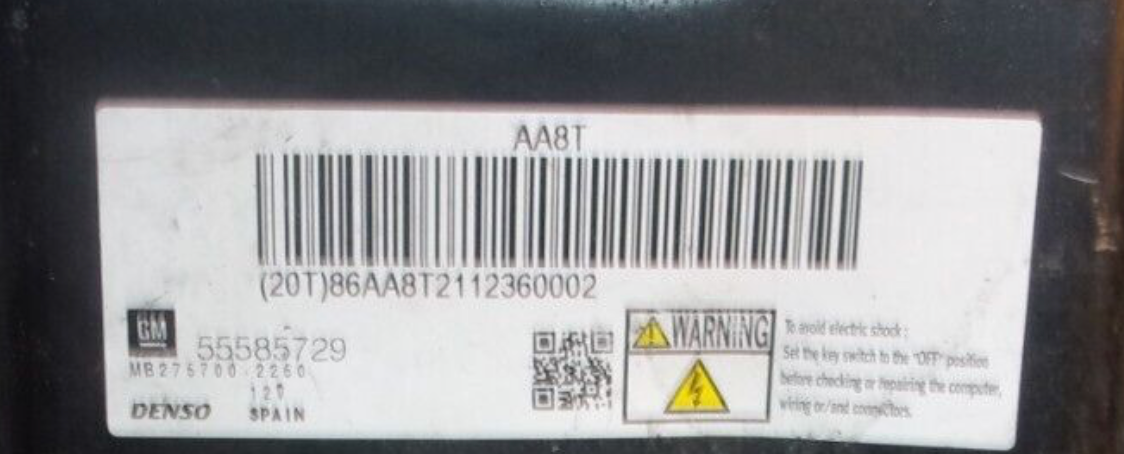 AA8T
(20T)86AA8T2112360002
GM
55585729
MB275700-2260
12V
DENSO
SPAIN
WARNING
To avoid electric shock :
Set the key switch to the "OFF" position
before checking or repairing the computer,
wiring or/and connectors.